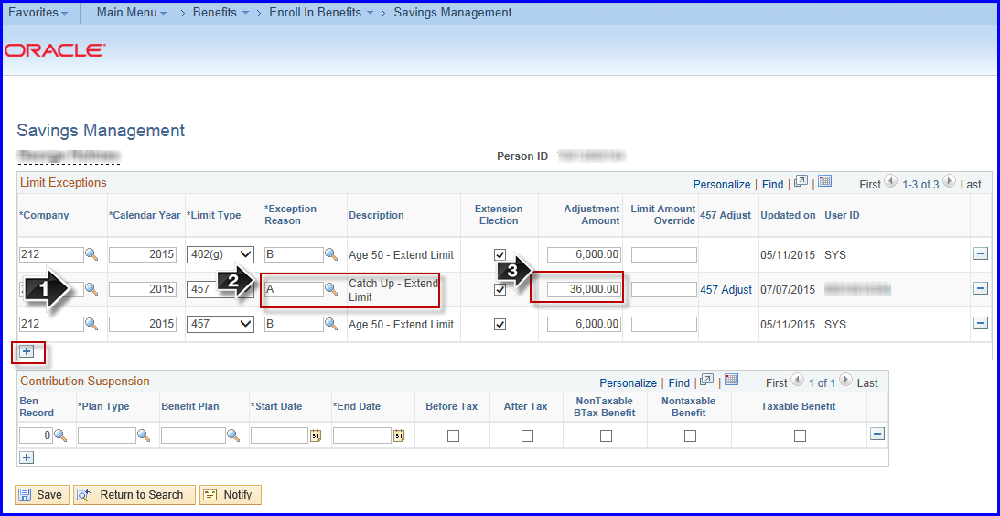 Favorites Main Menu > Benefits > Enroll In Benefits > Savings Management
ORACLE
Savings Management
Person ID
Limit Exceptions Personalize | Find | | First 1-3 of 3 Last
*Company *Calendar Year *Limit Type *Exception Reason Description Extension Election Adjustment Amount Limit Amount Override 457 Adjust Updated on User ID
212 2015 402(g) B Age 50 - Extend Limit 6,000.00 05/11/2015 SYS
1 2015 457 2 A Catch Up - Extend Limit 3 36,000.00 457 Adjust 07/07/2015
212 2015 457 B Age 50 - Extend Limit 6,000.00 05/11/2015 SYS
Contribution Suspension Personalize | Find | | First 1 of 1 Last
Ben Record *Plan Type Benefit Plan *Start Date *End Date Before Tax After Tax NonTaxable BTax Benefit Nontaxable Benefit Taxable Benefit
0 31 31
Save Return to Search Notify